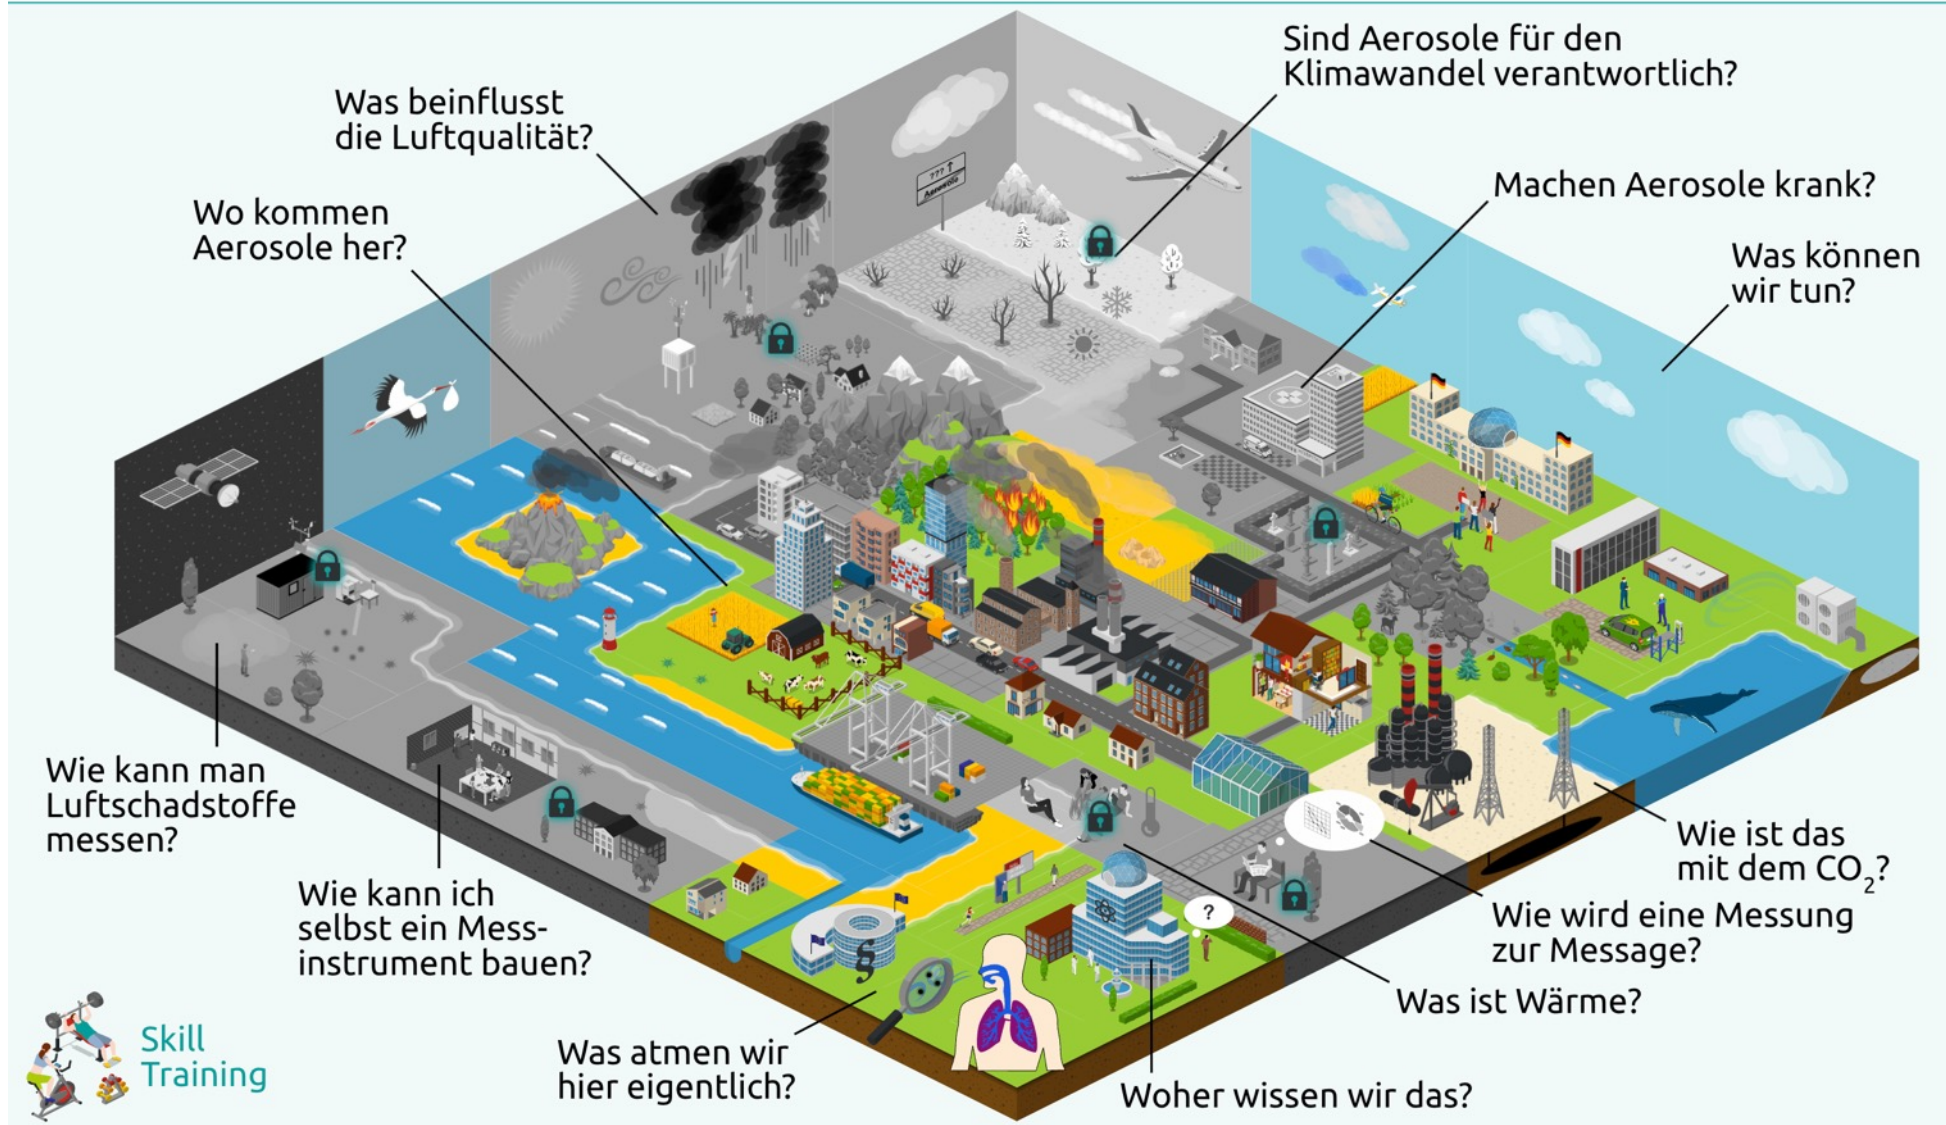 Sind Aerosole für den
Klimawandel verantwortlich?
Was beinflusst
die Luftqualität?
??? ↑
Machen Aerosole krank?
Wo kommen
Aerosole her?
Was können
wir tun?
Wie kann man
Luftschadstoffe
messen?
Wie ist das
mit dem CO₂?
Wie kann ich
selbst ein Mess-
instrument bauen?
?
Wie wird eine Messung
zur Message?
§
Was ist Wärme?
Skill
Training
Was atmen wir
hier eigentlich?
Woher wissen wir das?